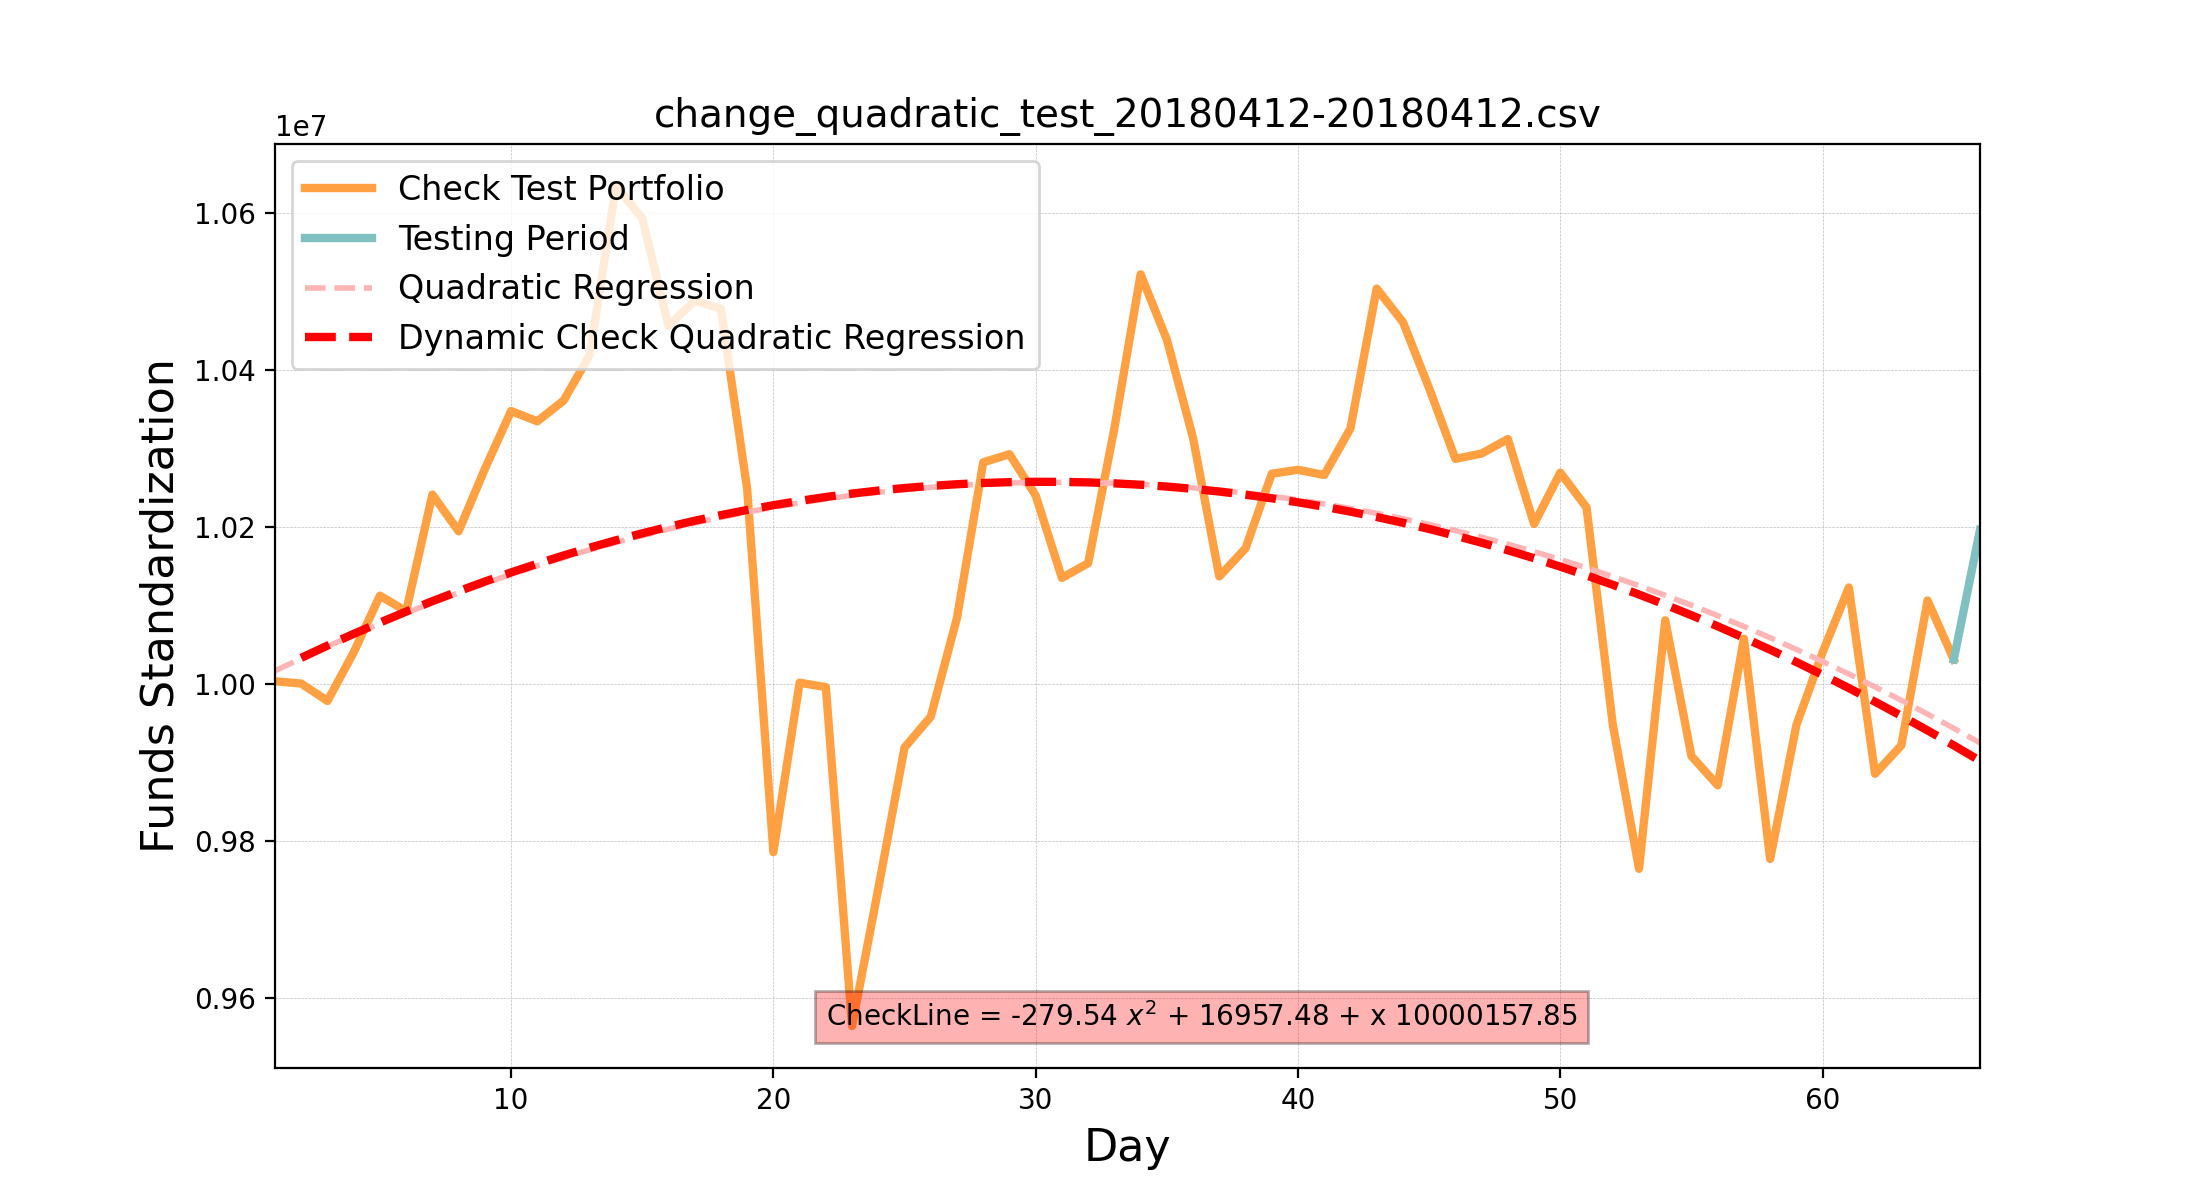 change_quadratic_test_20180412-20180412.csv
1e7
Check Test Portfolio
Testing Period
Quadratic Regression
Dynamic Check Quadratic Regression
1.06
1.04
1.02
1.00
0.98
0.96
Funds Standardization
CheckLine = -279.54 x² + 16957.48 + x 10000157.85
10 20 30 40 50 60
Day